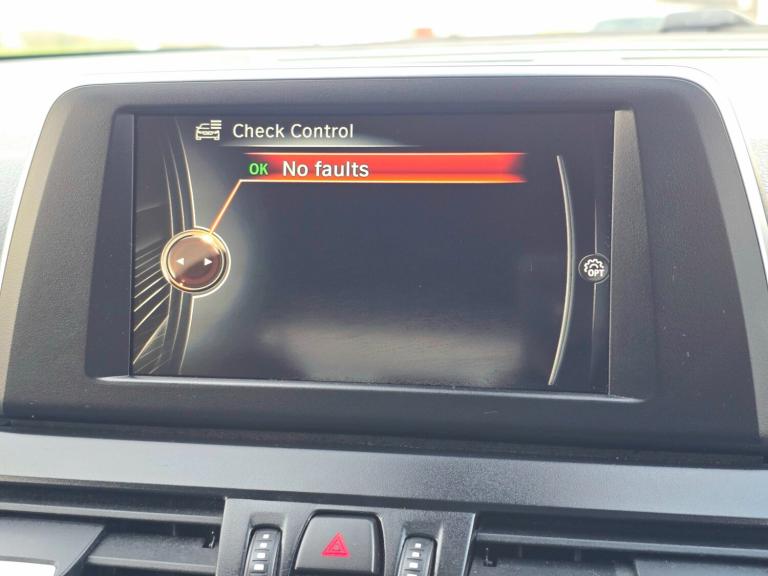 Check Control
OK No faults
OPT